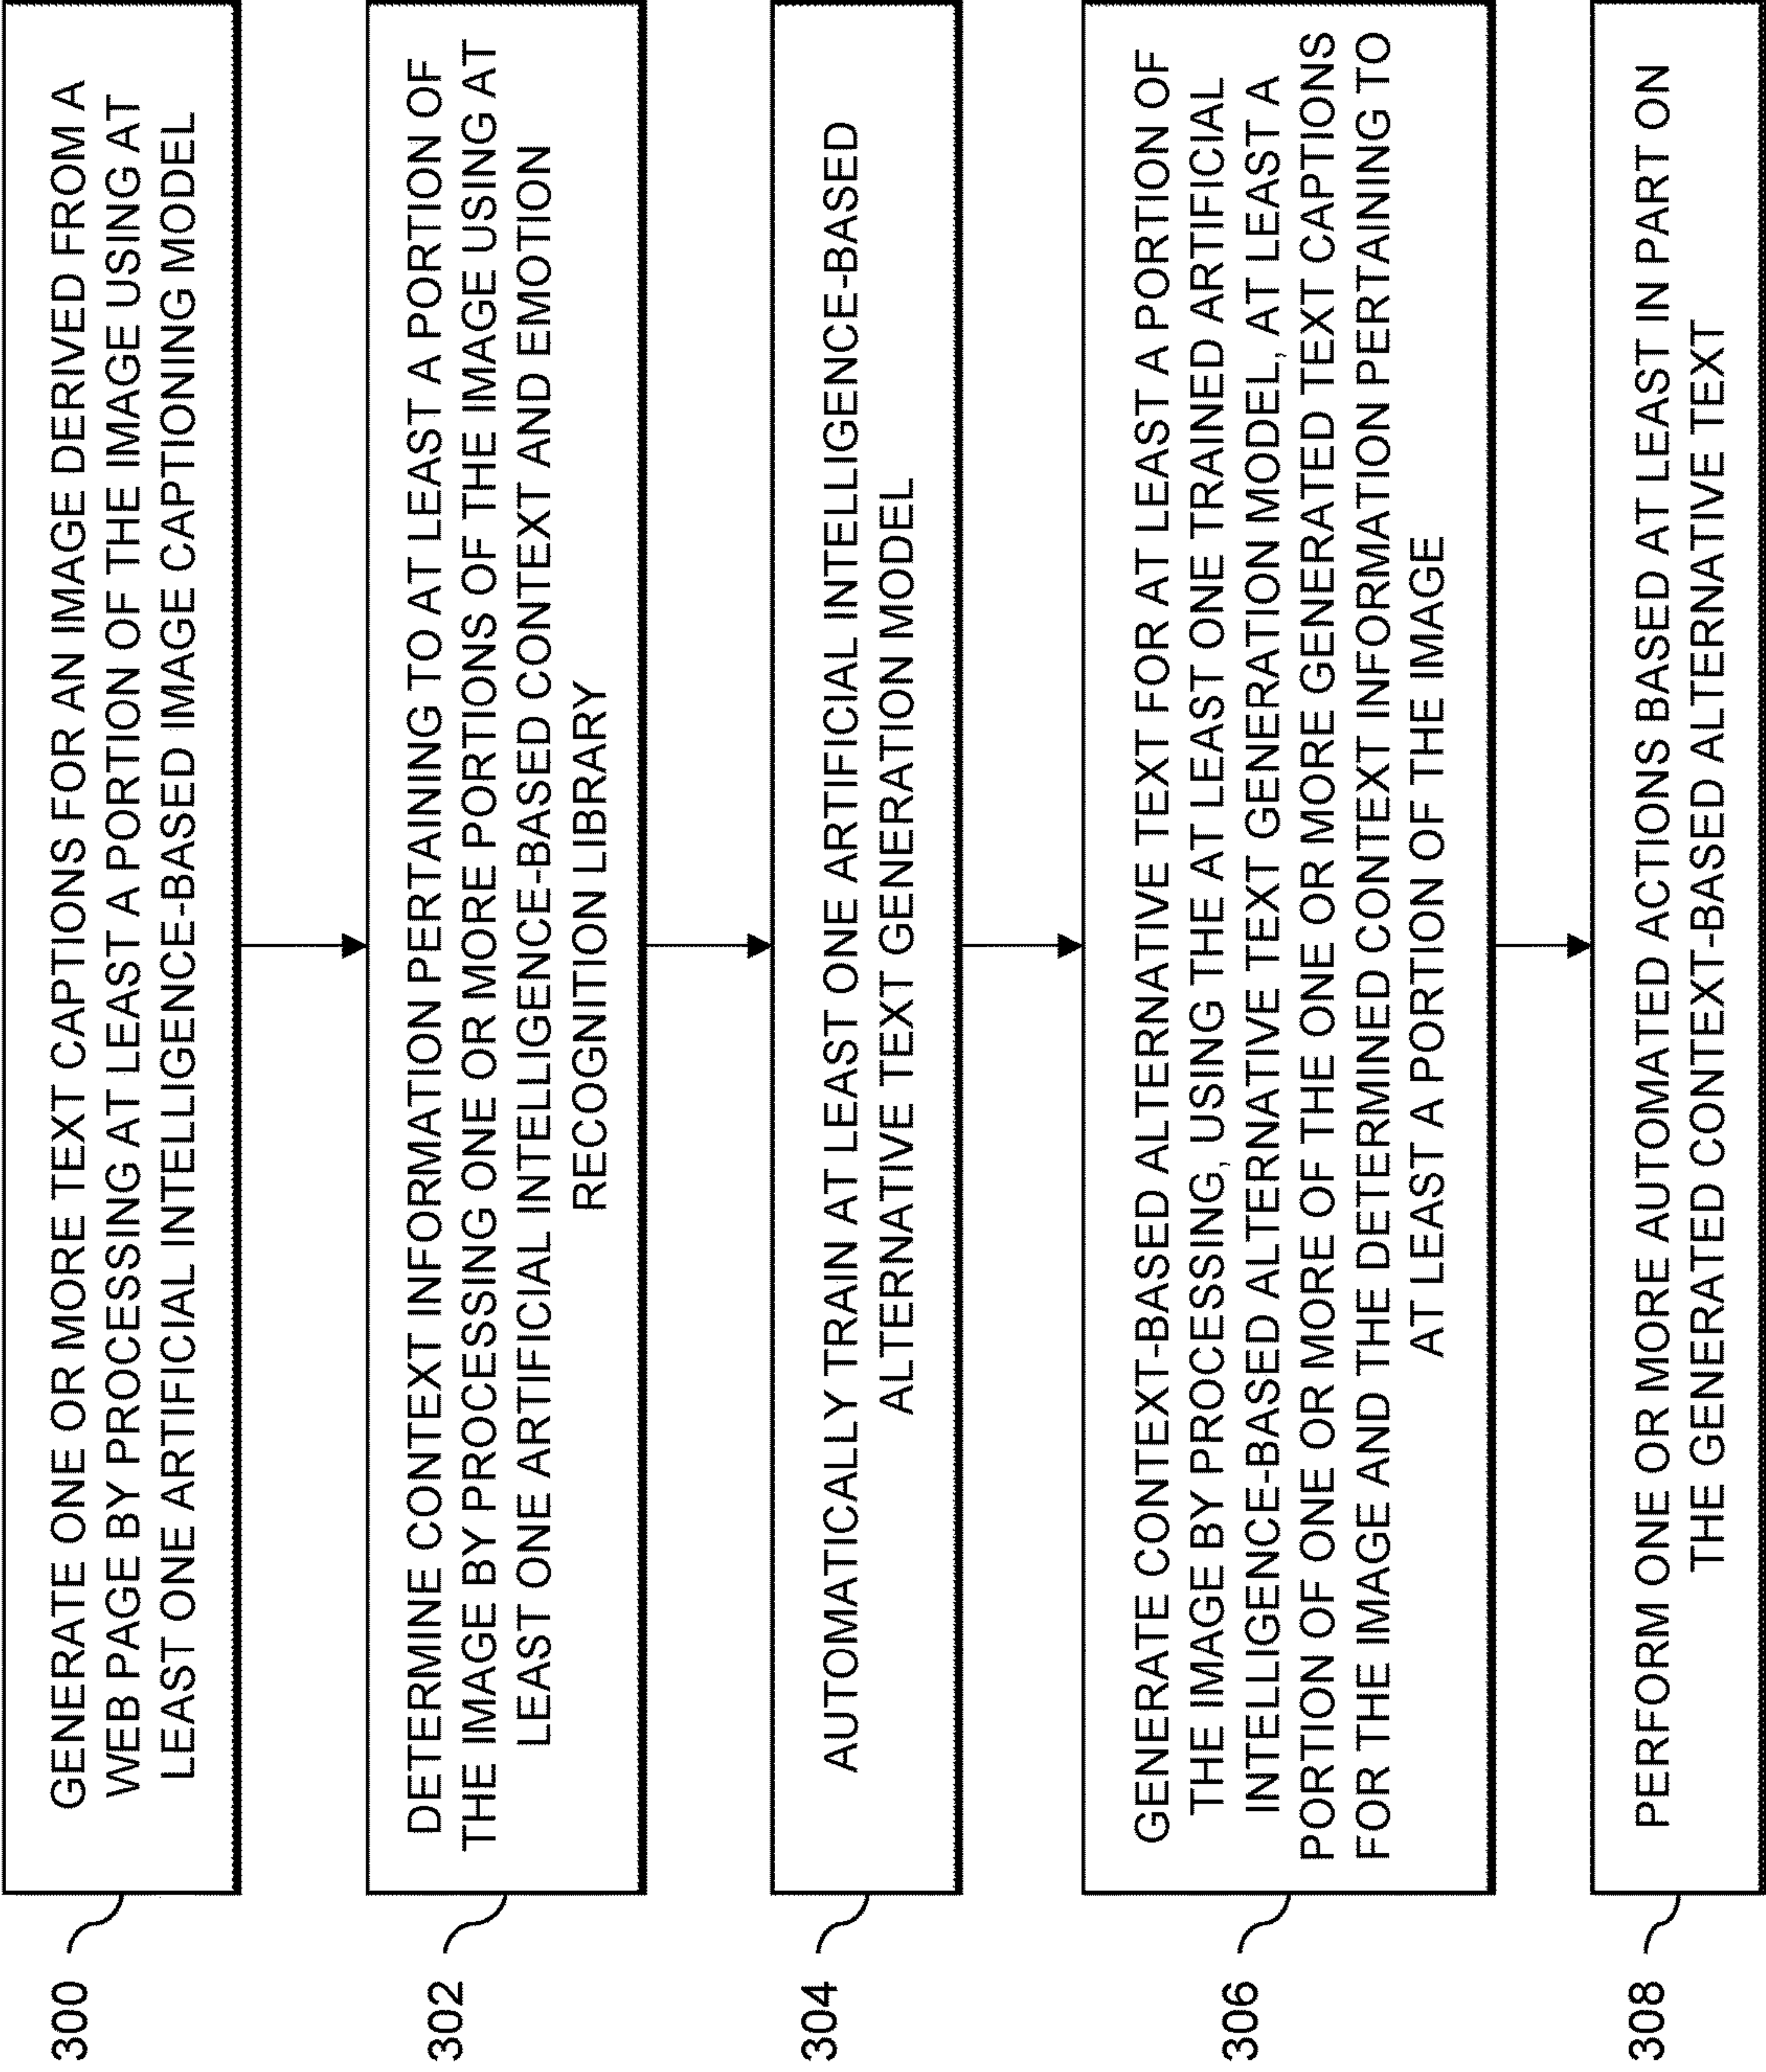 300
GENERATE ONE OR MORE TEXT CAPTIONS FOR AN IMAGE DERIVED FROM A
WEB PAGE BY PROCESSING AT LEAST A PORTION OF THE IMAGE USING AT
LEAST ONE ARTIFICIAL INTELLIGENCE-BASED IMAGE CAPTIONING MODEL
302
DETERMINE CONTEXT INFORMATION PERTAINING TO AT LEAST A PORTION OF
THE IMAGE BY PROCESSING ONE OR MORE PORTIONS OF THE IMAGE USING AT
LEAST ONE ARTIFICIAL INTELLIGENCE-BASED CONTEXT AND EMOTION
RECOGNITION LIBRARY
304
AUTOMATICALLY TRAIN AT LEAST ONE ARTIFICIAL INTELLIGENCE-BASED
ALTERNATIVE TEXT GENERATION MODEL
306
GENERATE CONTEXT-BASED ALTERNATIVE TEXT FOR AT LEAST A PORTION OF
THE IMAGE BY PROCESSING, USING THE AT LEAST ONE TRAINED ARTIFICIAL
INTELLIGENCE-BASED ALTERNATIVE TEXT GENERATION MODEL, AT LEAST A
PORTION OF ONE OR MORE OF THE ONE OR MORE GENERATED TEXT CAPTIONS
FOR THE IMAGE AND THE DETERMINED CONTEXT INFORMATION PERTAINING TO
AT LEAST A PORTION OF THE IMAGE
308
PERFORM ONE OR MORE AUTOMATED ACTIONS BASED AT LEAST IN PART ON
THE GENERATED CONTEXT-BASED ALTERNATIVE TEXT